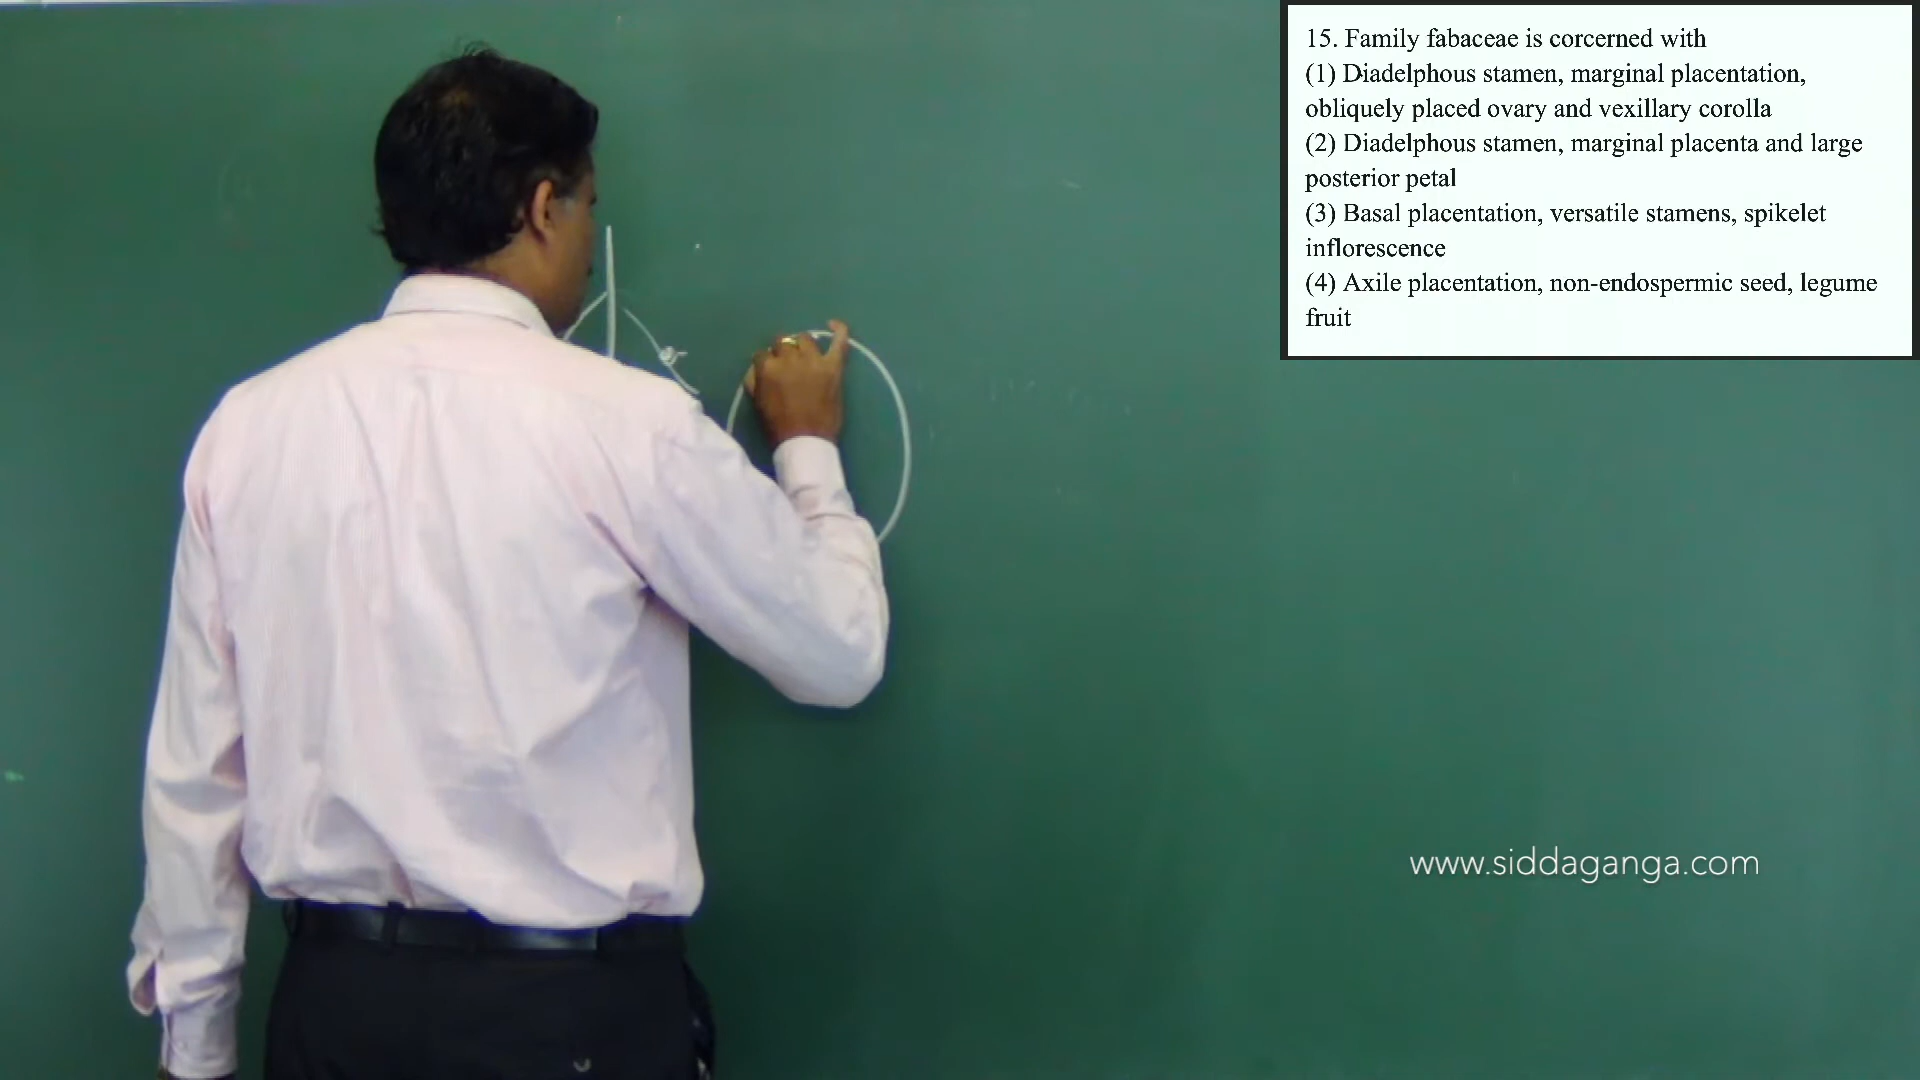 15. Family fabaceae is corcerned with
(1) Diadelphous stamen, marginal placentation,
obliquely placed ovary and vexillary corolla
(2) Diadelphous stamen, marginal placenta and large
posterior petal
(3) Basal placentation, versatile stamens, spikelet
inflorescence
(4) Axile placentation, non-endospermic seed, legume
fruit
www.siddaganga.com